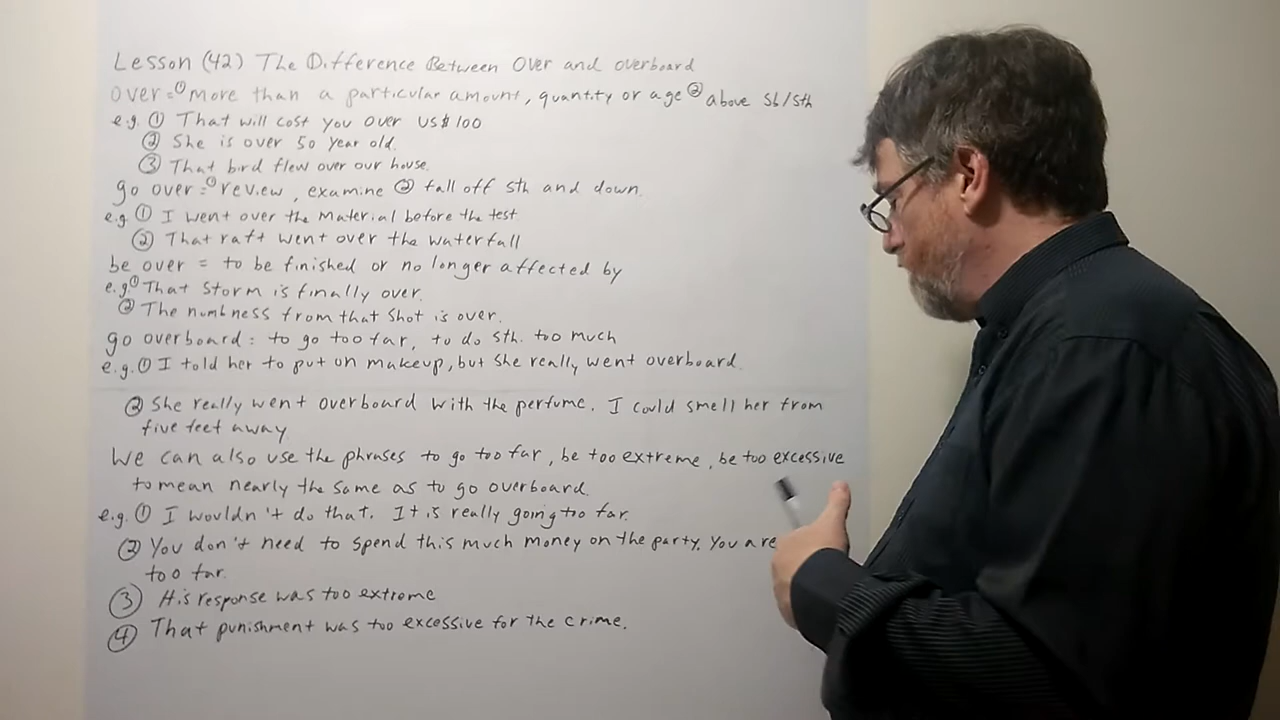 Lesson (42) The Difference Between Over and overboard
over = ① more than a particular amount, quantity or age ② above sb/sth
e.g. ① That will cost you over US$100
② She is over 50 year old.
③ That bird flew over our house.
go over = ① review, examine ② fall off sth and down.
e.g. ① I went over the material before the test
② That raft went over the waterfall
be over = to be finished or no longer affected by
e.g. ① That storm is finally over.
② The numbness from that shot is over.
go overboard = to go too far, to do sth. too much
e.g. ① I told her to put on makeup, but she really went overboard.
② She really went overboard with the perfume. I could smell her from
five feet away
We can also use the phrases to go too far, be too extreme, be too excessive
to mean nearly the same as to go overboard.
e.g. ① I wouldn't do that. It is really going too far.
② You don't need to spend this much money on the party. You are
too far.
③ His response was too extreme
④ That punishment was too excessive for the crime.